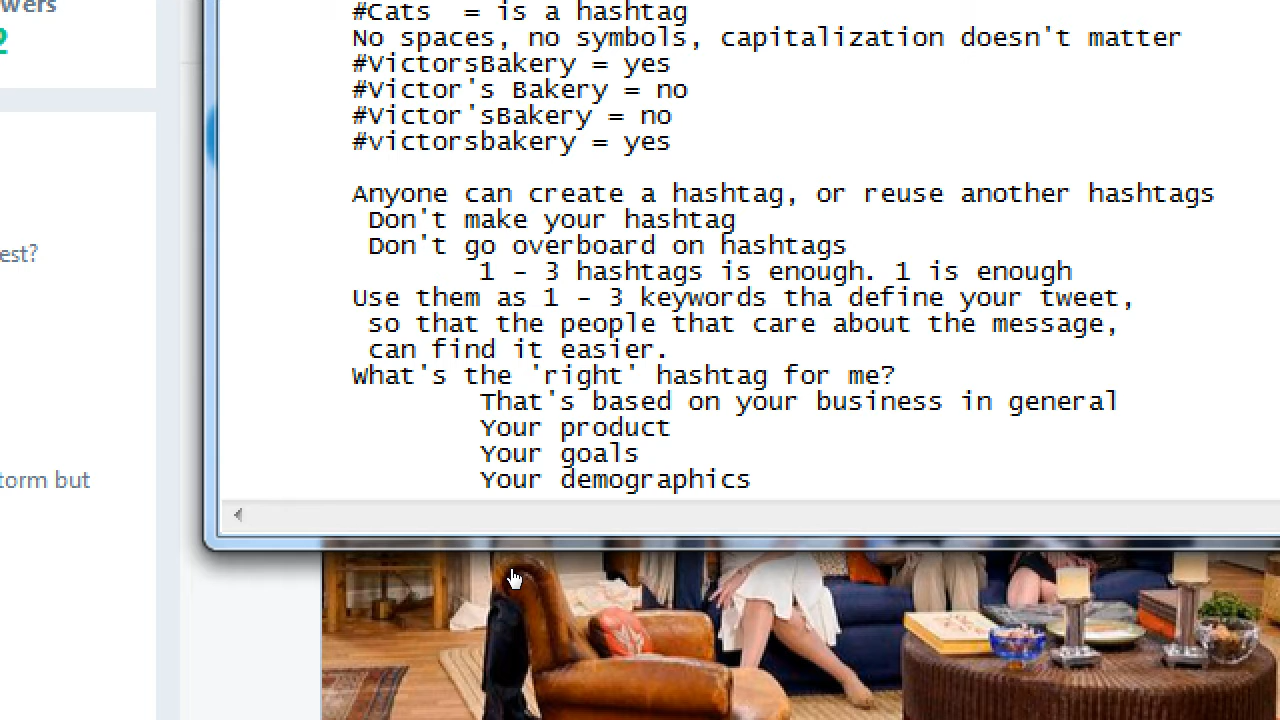 wers
2
est?
torm but
#Cats  = is a hashtag
No spaces, no symbols, capitalization doesn't matter
#VictorsBakery = yes
#Victor's Bakery = no
#Victor'sBakery = no
#victorsbakery = yes
Anyone can create a hashtag, or reuse another hashtags
Don't make your hashtag
Don't go overboard on hashtags
1 - 3 hashtags is enough. 1 is enough
Use them as 1 - 3 keywords tha define your tweet,
so that the people that care about the message,
can find it easier.
What's the 'right' hashtag for me?
That's based on your business in general
Your product
Your goals
Your demographics